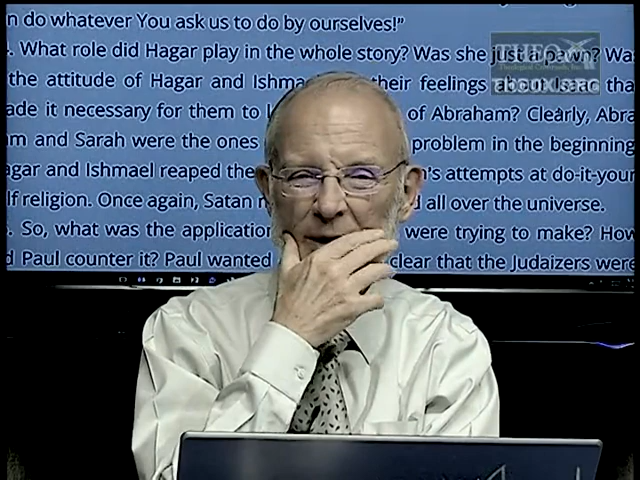 n do whatever You ask us to do by ourselves!"
. What role did Hagar play in the whole story? Was she just a pawn? Was
the attitude of Hagar and Ishma their feelings about Isaac tha
ade it necessary for them to l of Abraham? Clearly, Abra
m and Sarah were the ones problem in the beginning
agar and Ishmael reaped the 's attempts at do-it-your
lf religion. Once again, Satan all over the universe.
. So, what was the application were trying to make? How
d Paul counter it? Paul wanted clear that the Judaizers were
THEO